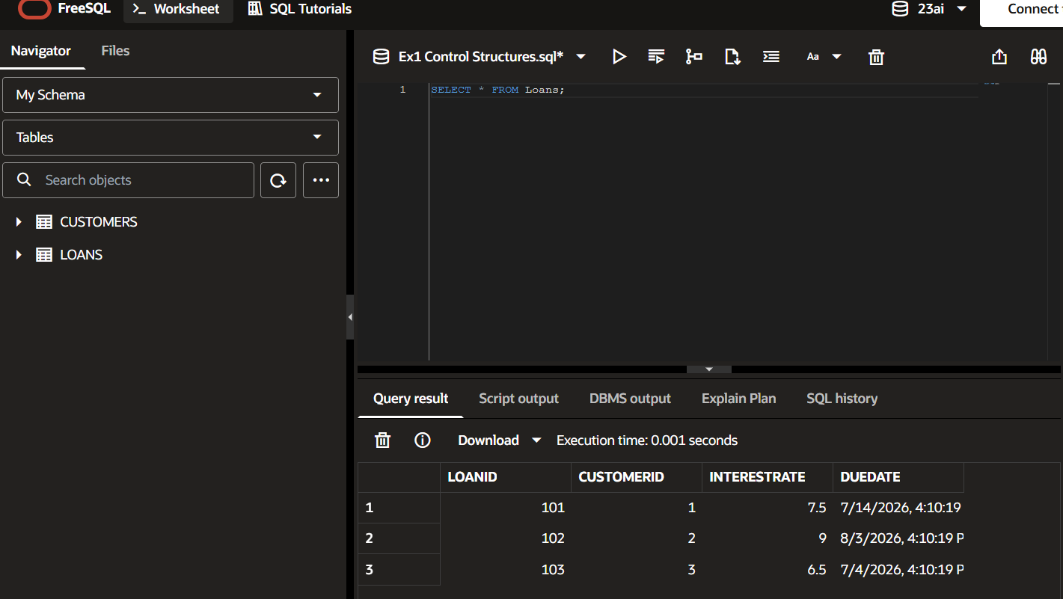 FreeSQL
>_ Worksheet
SQL Tutorials
23ai
Connect
Navigator
Files
My Schema
Tables
Search objects
CUSTOMERS
LOANS
Ex1 Control Structures.sql*
Aa
1 SELECT * FROM Loans;
Query result
Script output
DBMS output
Explain Plan
SQL history
Download
Execution time: 0.001 seconds
LOANID CUSTOMERID INTERESTRATE DUEDATE
1 101 1 7.5 7/14/2026, 4:10:19
2 102 2 9 8/3/2026, 4:10:19 P
3 103 3 6.5 7/4/2026, 4:10:19 P